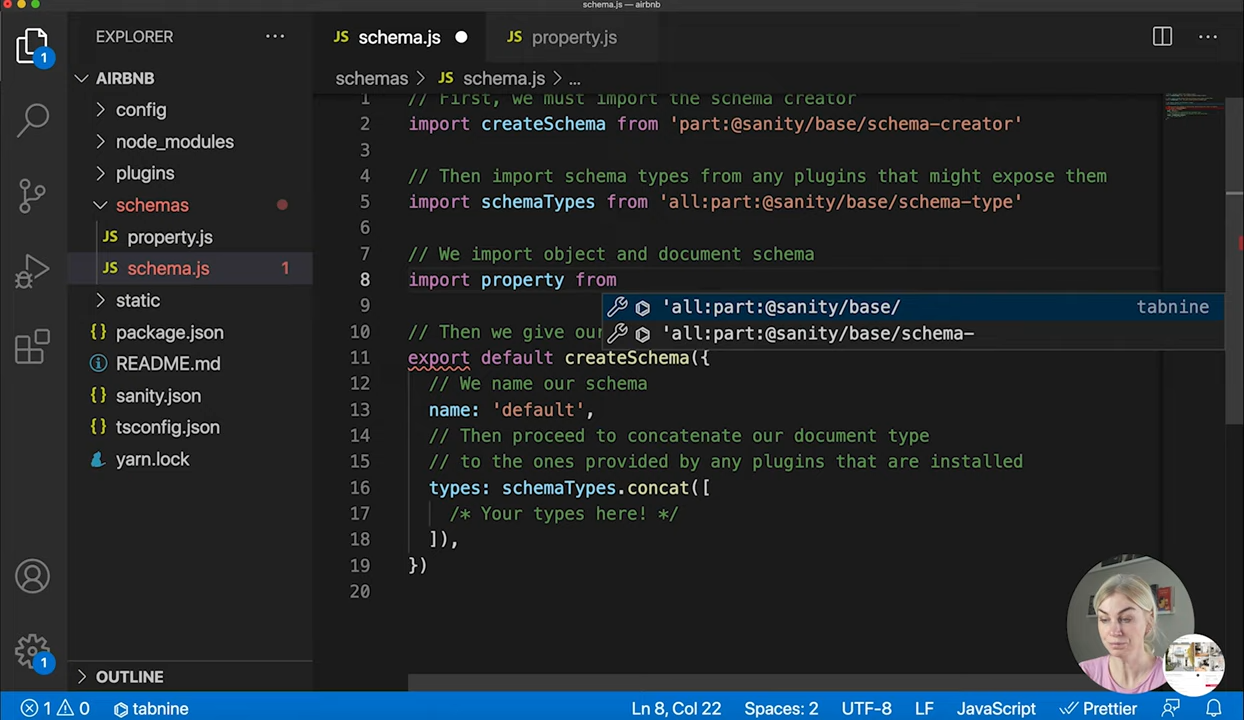 schema.js — airbnb
EXPLORER
1
AIRBNB
config
node_modules
plugins
schemas
JS property.js
JS schema.js 1
static
{} package.json
README.md
{} sanity.json
{} tsconfig.json
yarn.lock
OUTLINE
1
JS schema.js
JS property.js
schemas > JS schema.js > ...
1 // First, we must import the schema creator
2 import createSchema from 'part:@sanity/base/schema-creator'
3
4 // Then import schema types from any plugins that might expose them
5 import schemaTypes from 'all:part:@sanity/base/schema-type'
6
7 // We import object and document schema
8 import property from
'all:part:@sanity/base/ tabnine
'all:part:@sanity/base/schema-
9
10 // Then we give our
11 export default createSchema({
12 // We name our schema
13 name: 'default',
14 // Then proceed to concatenate our document type
15 // to the ones provided by any plugins that are installed
16 types: schemaTypes.concat([
17 /* Your types here! */
18 ]),
19 })
20
1 0 tabnine Ln 8, Col 22 Spaces: 2 UTF-8 LF JavaScript Prettier